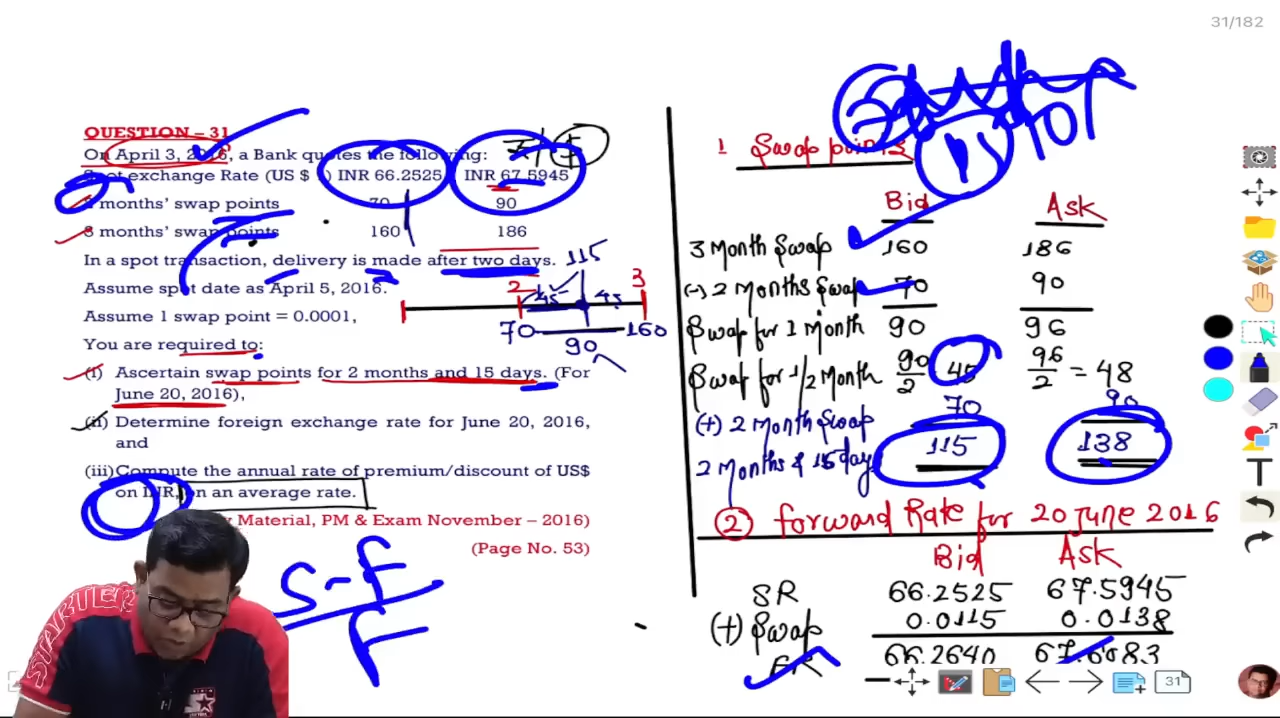 31/182
QUESTION – 31
On April 3, 2016, a Bank quotes the following:
Spot exchange Rate (US $ 1) INR 66.2525 INR 67.5945
months' swap points 70 90
3 months' swap points 160 186
In a spot transaction, delivery is made after two days.
Assume spot date as April 5, 2016.
Assume 1 swap point = 0.0001,
You are required to:
(i) Ascertain swap points for 2 months and 15 days. (For
June 20, 2016),
(ii) Determine foreign exchange rate for June 20, 2016,
and
(iii) Compute the annual rate of premium/discount of US$
on INR, on an average rate.
Material, PM & Exam November – 2016)
(Page No. 53)
115
2 3
45 45
70 160
90
S-F
F
1 Swap points
Bid Ask
3 Month Swap 160 186
(-) 2 Months Swap 70 90
Swap for 1 Month 90 96
Swap for 1/2 Month 90/2 45 96/2 = 48
(+) 2 Month Swap 70 90
2 Months & 15 days 115 138
2 Forward Rate for 20 June 2016
Bid Ask
SR 66.2525 67.5945
(+) Swap 0.0115 0.0138
FR 66.2640 67.6083
31
STARTER